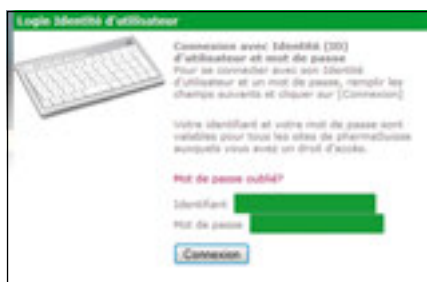 Login Identité d'utilisateur
Connexion avec Identité (ID)
d'utilisateur et mot de passe
Pour se connecter avec son Identité
d'utilisateur et un mot de passe, remplir les
champs suivants et cliquer sur [Connexion]
Votre identifiant et votre mot de passe sont
valables pour tous les sites de pharmaSuisse
auxquels vous avez un droit d'accès.
Mot de passe oublié?
Identifiant
Mot de passe
Connexion